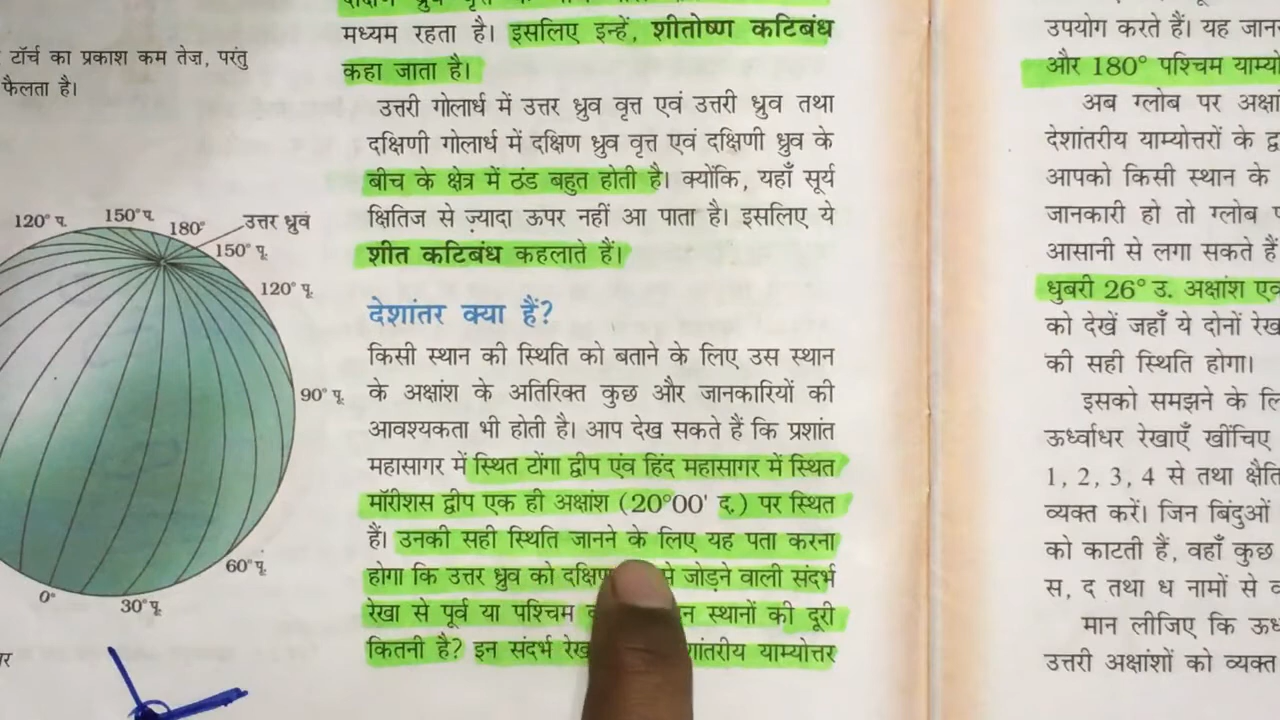 टॉर्च का प्रकाश कम तेज़, परंतु
फैलता है।
120° प.
150° प.
180°
उत्तर ध्रुव
150° पू.
120° पू.
90° पू.
60° पू.
30° पू.
0°
मध्यम रहता है। इसलिए इन्हें, शीतोष्ण कटिबंध
कहा जाता है।
उत्तरी गोलार्ध में उत्तर ध्रुव वृत्त एवं उत्तरी ध्रुव तथा
दक्षिणी गोलार्ध में दक्षिण ध्रुव वृत्त एवं दक्षिणी ध्रुव के
बीच के क्षेत्र में ठंड बहुत होती है। क्योंकि, यहाँ सूर्य
क्षितिज से ज़्यादा ऊपर नहीं आ पाता है। इसलिए ये
शीत कटिबंध कहलाते हैं।
देशांतर क्या हैं?
किसी स्थान की स्थिति को बताने के लिए उस स्थान
के अक्षांश के अतिरिक्त कुछ और जानकारियों की
आवश्यकता भी होती है। आप देख सकते हैं कि प्रशांत
महासागर में स्थित टोंगा द्वीप एंव हिंद महासागर में स्थित
मॉरीशस द्वीप एक ही अक्षांश (20°00' द.) पर स्थित
हैं। उनकी सही स्थिति जानने के लिए यह पता करना
होगा कि उत्तर ध्रुव को जोड़ने वाली संदर्भ
रेखा से पूर्व या पश्चिम स्थानों की दूरी
कितनी है? इन संदर्भ याम्योत्तर
उपयोग करते हैं। यह
और 180° पश्चिम
अब ग्लोब पर
देशांतरीय याम्योत्तरों के
आपको किसी स्थान के
जानकारी हो तो ग्लोब
आसानी से लगा सकते हैं
धुबरी 26° उ. अक्षांश
को देखें जहाँ ये दोनों
की सही स्थिति होगा।
इसको समझने के
ऊर्ध्वाधर रेखाएँ खींचिए
1, 2, 3, 4 से तथा
व्यक्त करें। जिन बिंदुओं
को काटती हैं, वहाँ कुछ
स, द तथा ध नामों से
मान लीजिए कि
उत्तरी अक्षांशों को व्यक्त